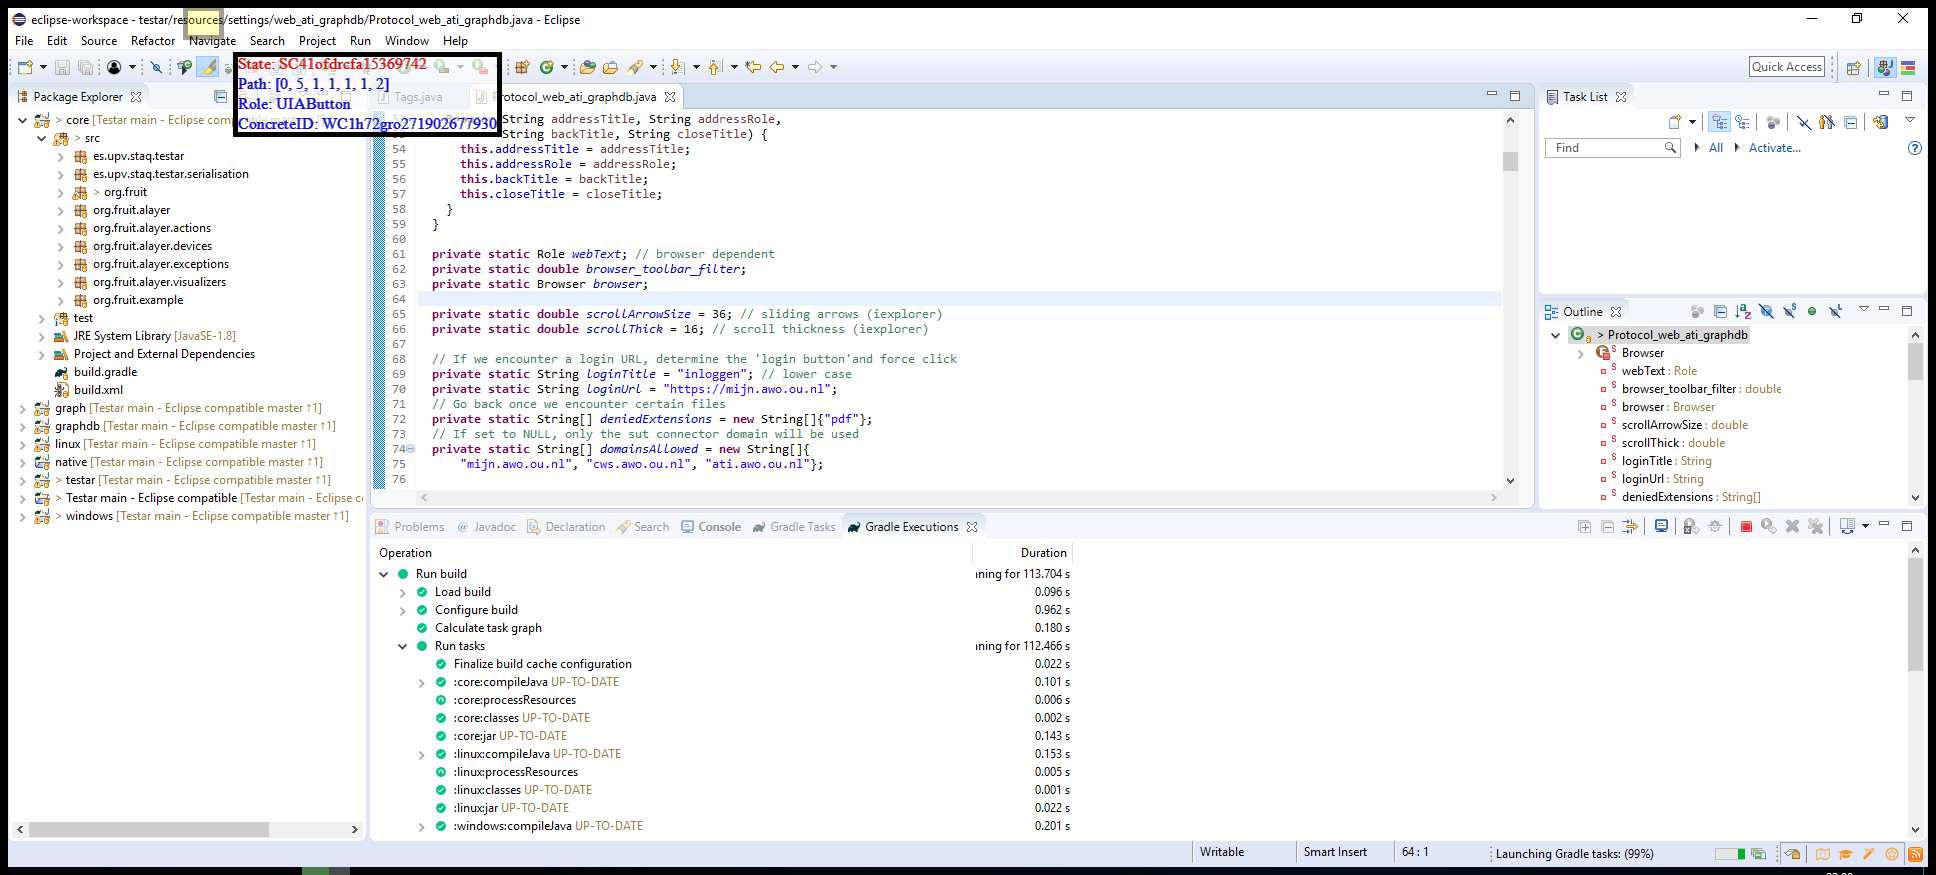 eclipse-workspace - testar/resources/settings/web_ati_graphdb/Protocol_web_ati_graphdb.java - Eclipse
File Edit Source Refactor Navigate Search Project Run Window Help
State: SC41ofdrcfa15369742
Path: [0, 5, 1, 1, 1, 1, 2]
Role: UIAButton
ConcreteID: WC1h72gro271902677930
Quick Access
Package Explorer
> core [Testar main - Eclipse
> src
es.upv.staq.testar
es.upv.staq.testar.serialisation
> org.fruit
org.fruit.alayer
org.fruit.alayer.actions
org.fruit.alayer.devices
org.fruit.alayer.exceptions
org.fruit.alayer.visualizers
org.fruit.example
test
JRE System Library [JavaSE-1.8]
Project and External Dependencies
build.gradle
build.xml
graph [Testar main - Eclipse compatible master ↑1]
graphdb [Testar main - Eclipse compatible master ↑1]
linux [Testar main - Eclipse compatible master ↑1]
native [Testar main - Eclipse compatible master ↑1]
> testar [Testar main - Eclipse compatible master ↑1]
> Testar main - Eclipse compatible [Testar main - Eclipse c
> windows [Testar main - Eclipse compatible master ↑1]
Tags.java
Protocol_web_ati_graphdb.java
String addressTitle, String addressRole,
String backTitle, String closeTitle) {
54 this.addressTitle = addressTitle;
55 this.addressRole = addressRole;
56 this.backTitle = backTitle;
57 this.closeTitle = closeTitle;
58 }
59 }
60
61 private static Role webText; // browser dependent
62 private static double browser_toolbar_filter;
63 private static Browser browser;
64
65 private static double scrollArrowSize = 36; // sliding arrows (iexplorer)
66 private static double scrollThick = 16; // scroll thickness (iexplorer)
67
68 // If we encounter a login URL, determine the 'login button'and force click
69 private static String loginTitle = "inloggen"; // lower case
70 private static String loginUrl = "https://mijn.awo.ou.nl";
71 // Go back once we encounter certain files
72 private static String[] deniedExtensions = new String[]{"pdf"};
73 // If set to NULL, only the sut connector domain will be used
74 private static String[] domainsAllowed = new String[]{
75 "mijn.awo.ou.nl", "cws.awo.ou.nl", "ati.awo.ou.nl"};
76
Task List
Find
All
Activate...
Outline
> Protocol_web_ati_graphdb
Browser
webText : Role
browser_toolbar_filter : double
browser : Browser
scrollArrowSize : double
scrollThick : double
loginTitle : String
loginUrl : String
deniedExtensions : String[]
Problems @ Javadoc Declaration Search Console Gradle Tasks Gradle Executions
Operation Duration
Run build ning for 113.704 s
Load build 0.096 s
Configure build 0.962 s
Calculate task graph 0.180 s
Run tasks ning for 112.466 s
Finalize build cache configuration 0.022 s
:core:compileJava UP-TO-DATE 0.101 s
:core:processResources 0.006 s
:core:classes UP-TO-DATE 0.002 s
:core:jar UP-TO-DATE 0.143 s
:linux:compileJava UP-TO-DATE 0.153 s
:linux:processResources 0.005 s
:linux:classes UP-TO-DATE 0.001 s
:linux:jar UP-TO-DATE 0.022 s
:windows:compileJava UP-TO-DATE 0.201 s
Writable Smart Insert 64 : 1 Launching Gradle tasks: (99%)